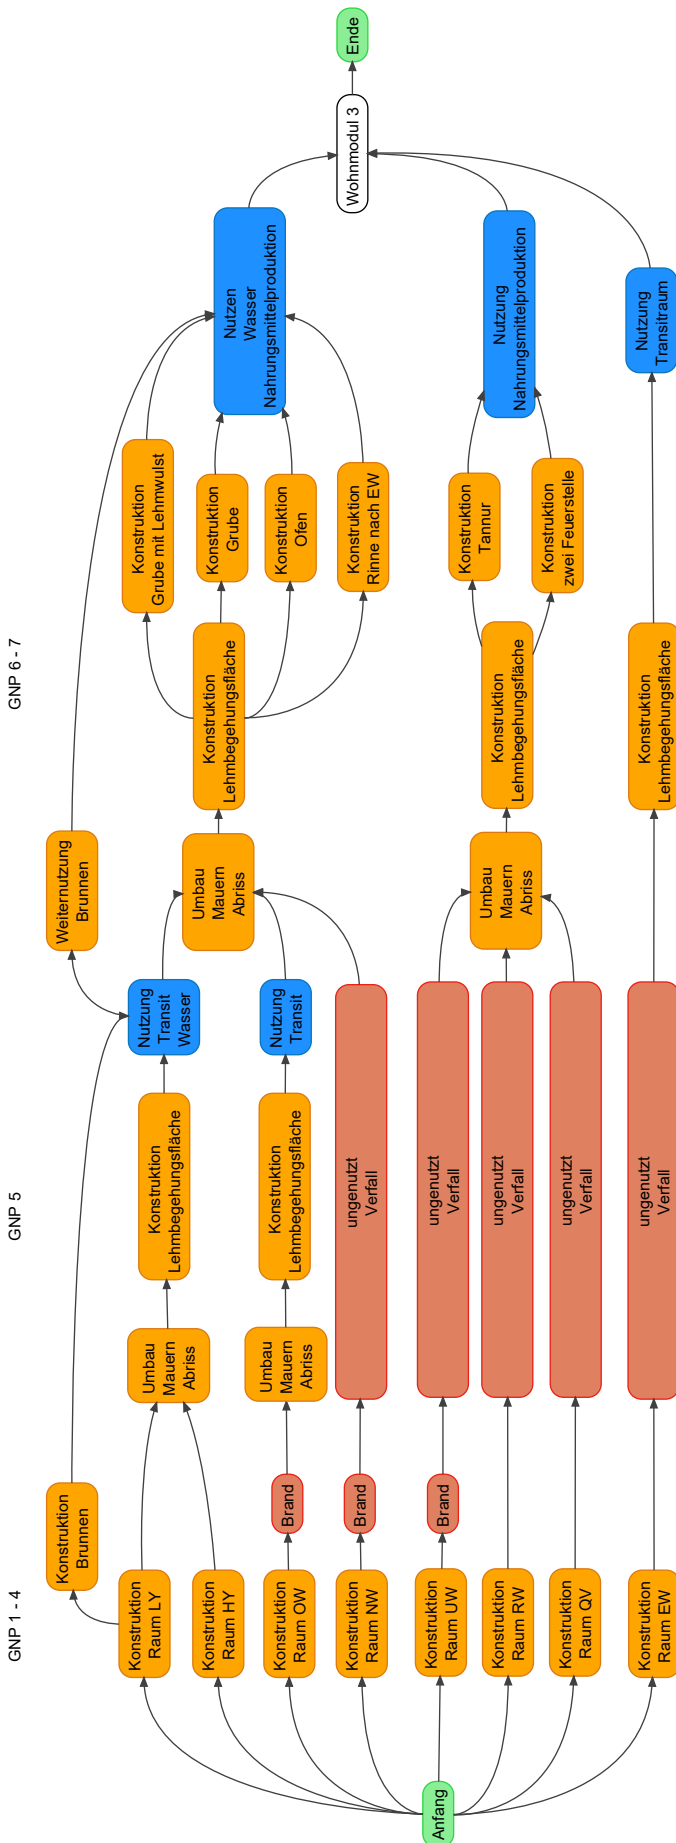 GNP 1 - 4
GNP 5
GNP 6 - 7
Anfang
Konstruktion
Brunnen
Konstruktion
Raum LY
Konstruktion
Raum HY
Konstruktion
Raum OW
Konstruktion
Raum NW
Konstruktion
Raum UW
Konstruktion
Raum RW
Konstruktion
Raum QV
Konstruktion
Raum EW
Brand
Brand
Brand
Umbau
Mauern
Abriss
Umbau
Mauern
Abriss
Konstruktion
Lehmbegehungsfläche
Konstruktion
Lehmbegehungsfläche
ungenutzt
Verfall
ungenutzt
Verfall
ungenutzt
Verfall
ungenutzt
Verfall
ungenutzt
Verfall
Nutzung
Transit
Wasser
Nutzung
Transit
Weiternutzung
Brunnen
Umbau
Mauern
Abriss
Umbau
Mauern
Abriss
Konstruktion
Lehmbegehungsfläche
Konstruktion
Lehmbegehungsfläche
Konstruktion
Lehmbegehungsfläche
Konstruktion
Grube mit Lehmwulst
Konstruktion
Grube
Konstruktion
Ofen
Konstruktion
Rinne nach EW
Konstruktion
Tannur
Konstruktion
zwei Feuerstelle
Nutzen
Wasser
Nahrungsmittelproduktion
Nutzung
Nahrungsmittelproduktion
Nutzung
Transitraum
Wohnmodul 3
Ende